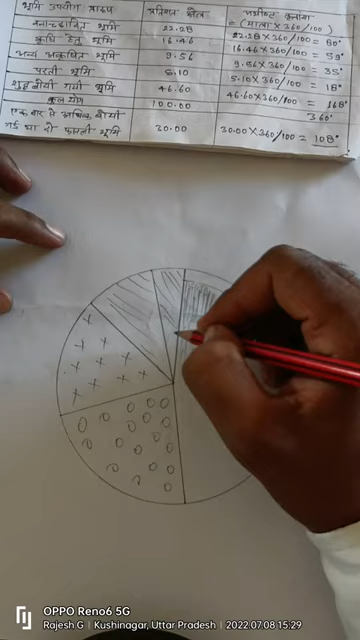 भूमि उपयोग प्रारूप प्रतिशत क्षेत्र
= (मात्रा × 360/100)
वनाच्छादित भूमि 22.28 22.28 × 360/100 = 80°
कृषि हेतु भूमि 16.46 16.46 × 360/100 = 59°
अन्य अकृषित भूमि 9.56 9.56 × 360/100 = 35°
परती भूमि 5.10 5.10 × 360/100 = 18°
शुद्ध बोयी गयी भूमि 46.60 46.60 × 360/100 = 168°
कुल योग 100.00 360°
एक बार से अधिक बोयी
गई या दो फसली भूमि 30.00 30.00 × 360/100 = 108°
OPPO Reno6 5G
Rajesh G | Kushinagar, Uttar Pradesh | 2022.07.08 15:29